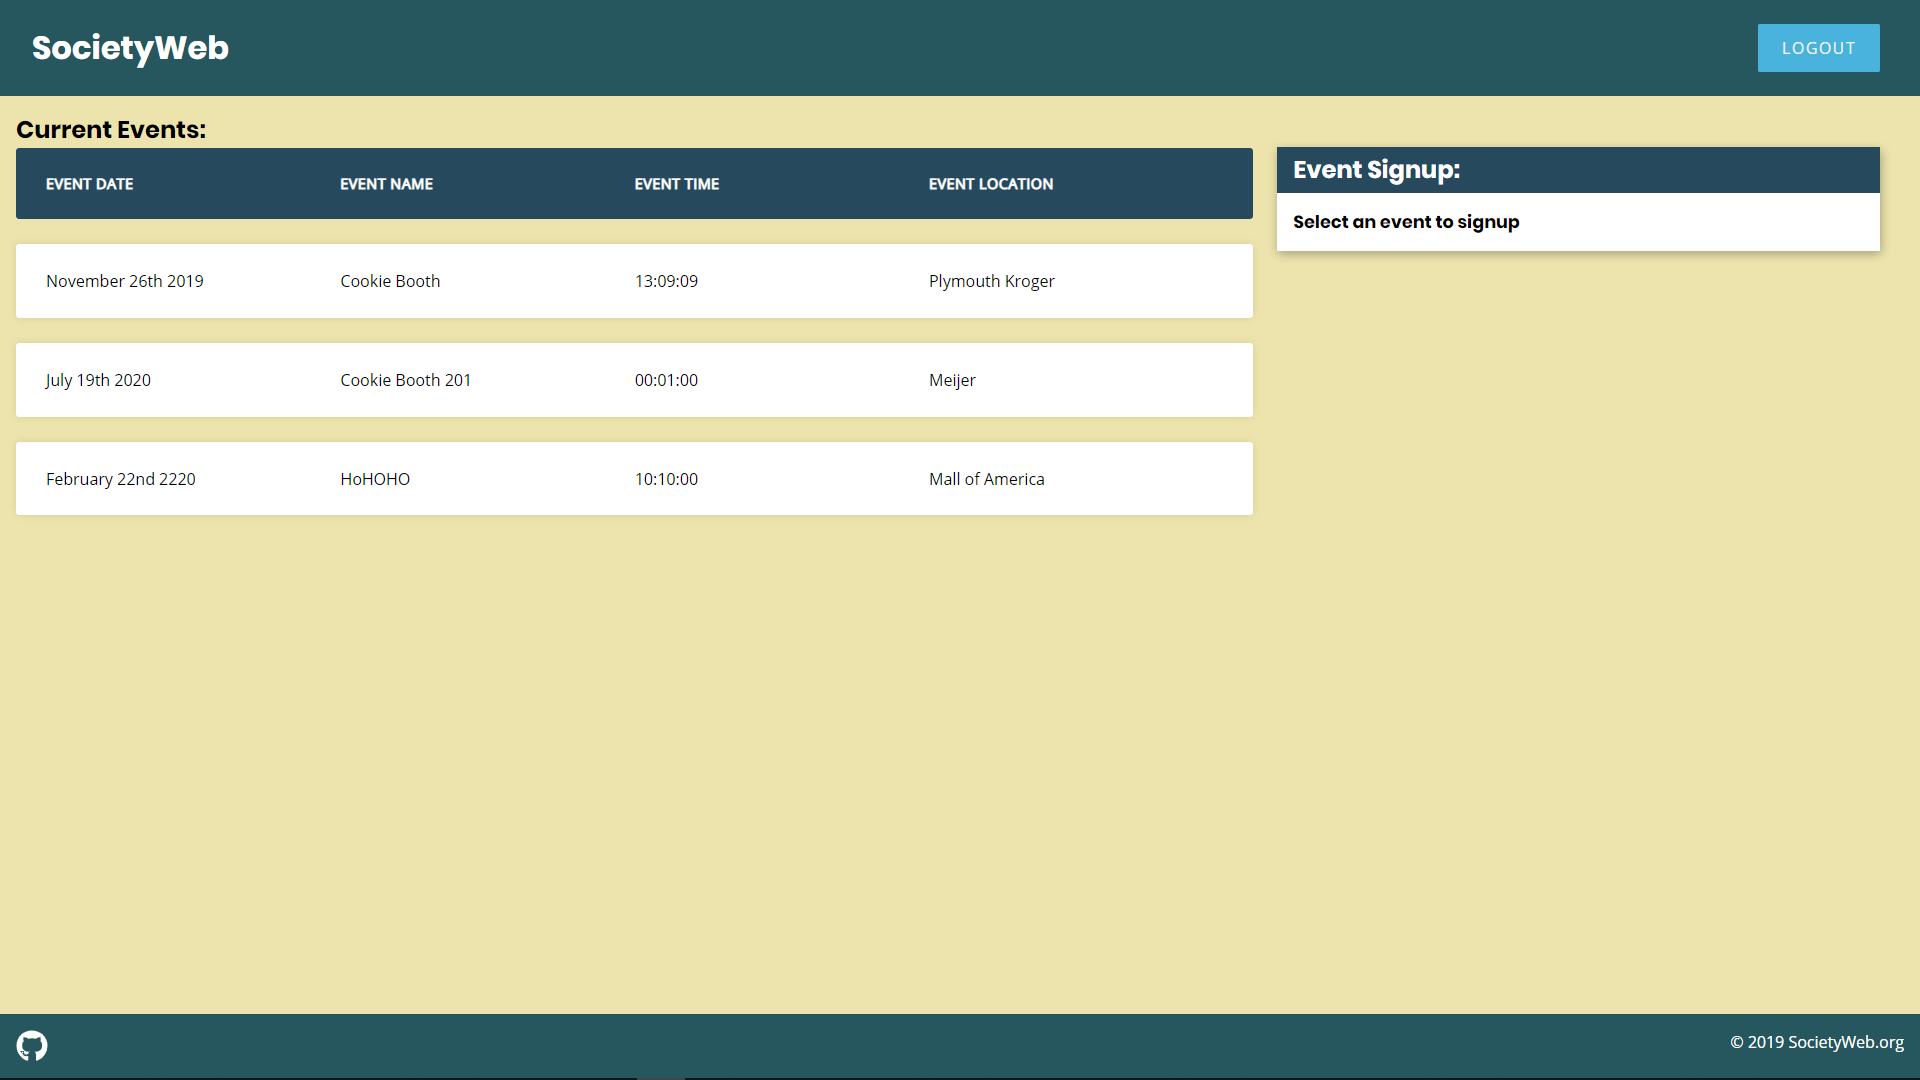 SocietyWeb
LOGOUT
Current Events:
EVENT DATE EVENT NAME EVENT TIME EVENT LOCATION
November 26th 2019 Cookie Booth 13:09:09 Plymouth Kroger
July 19th 2020 Cookie Booth 201 00:01:00 Meijer
February 22nd 2220 HoHOHO 10:10:00 Mall of America
Event Signup:
Select an event to signup
© 2019 SocietyWeb.org